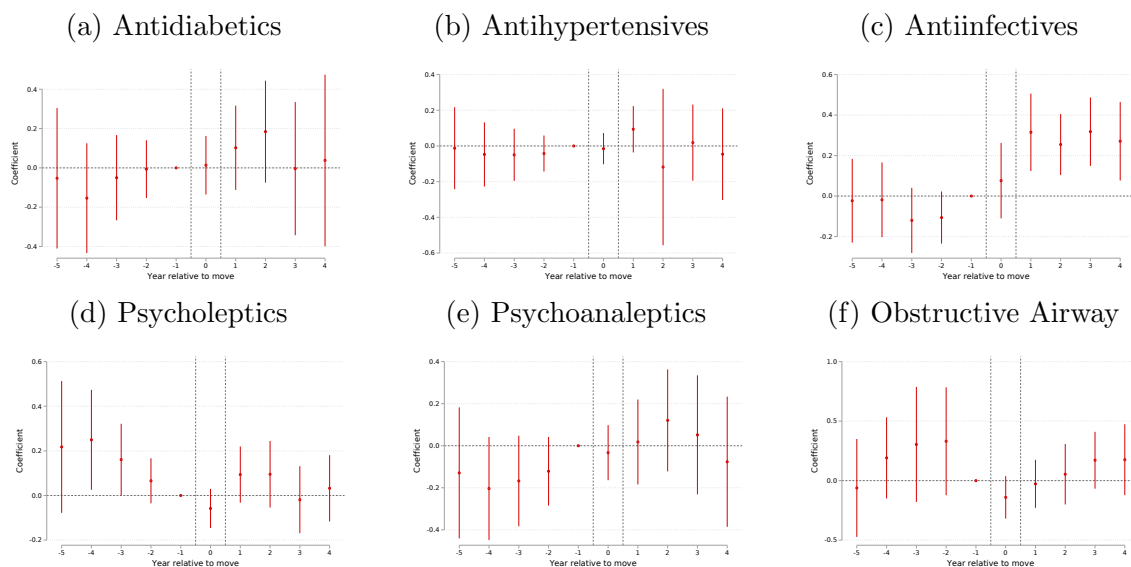 (a) Antidiabetics
(b) Antihypertensives
(c) Antiinfectives
Coefficient
0.4
0.2
0.0
-0.2
-0.4
-5 -4 -3 -2 -1 0 1 2 3 4
Year relative to move
Coefficient
0.4
0.2
0.0
-0.2
-0.4
-0.6
-5 -4 -3 -2 -1 0 1 2 3 4
Year relative to move
Coefficient
0.6
0.4
0.2
0.0
-0.2
-5 -4 -3 -2 -1 0 1 2 3 4
Year relative to move
(d) Psycholeptics
(e) Psychoanaleptics
(f) Obstructive Airway
Coefficient
0.6
0.4
0.2
0.0
-0.2
-5 -4 -3 -2 -1 0 1 2 3 4
Year relative to move
Coefficient
0.4
0.2
0.0
-0.2
-0.4
-5 -4 -3 -2 -1 0 1 2 3 4
Year relative to move
Coefficient
1.0
0.5
0.0
-0.5
-5 -4 -3 -2 -1 0 1 2 3 4
Year relative to move